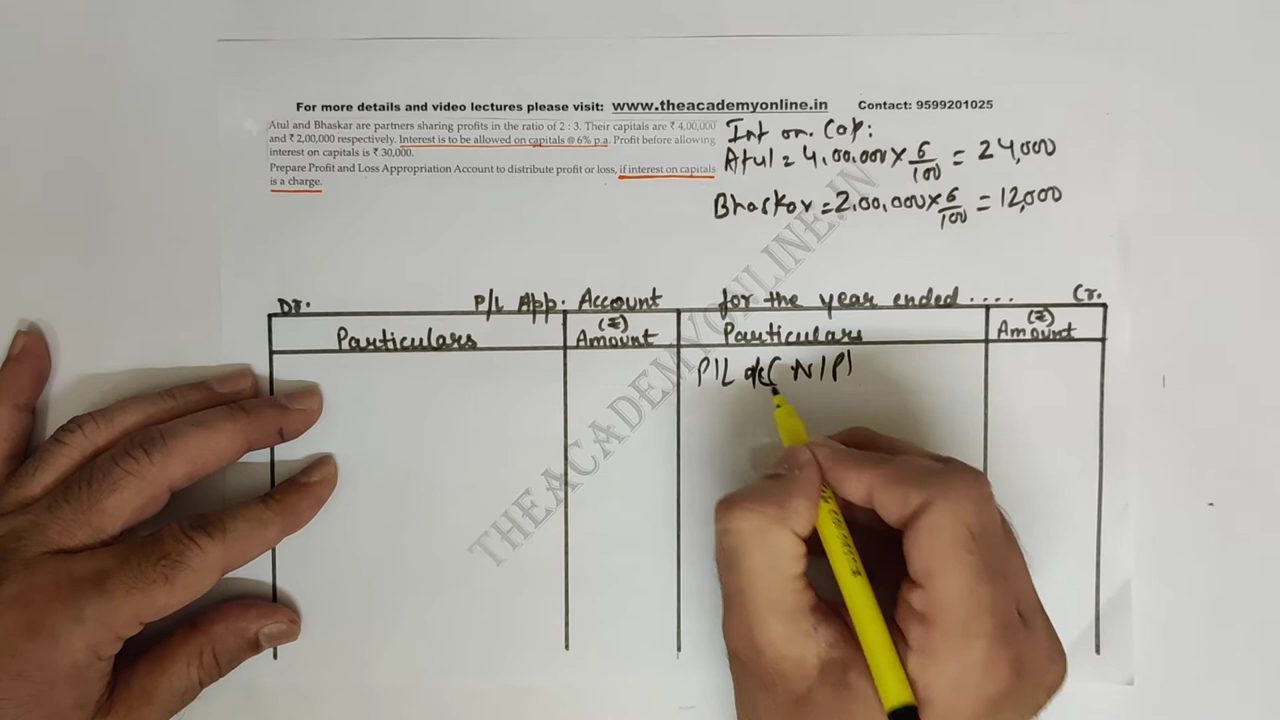 For more details and video lectures please visit: www.theacademyonline.in Contact: 9599201025
Atul and Bhaskar are partners sharing profits in the ratio of 2 : 3. Their capitals are ₹ 4,00,000
and ₹ 2,00,000 respectively. Interest is to be allowed on capitals @ 6% p.a. Profit before allowing
interest on capitals is ₹ 30,000.
Prepare Profit and Loss Appropriation Account to distribute profit or loss, if interest on capitals
is a charge.
Int on. Cap:
Atul = 4,00,000 × 6/100 = 24,000
Bhaskar = 2,00,000 × 6/100 = 12,000
Dr. P/L App. Account for the year ended .... Cr.
Particulars (₹) Amount Particulars (₹) Amount
P/L a/c ( N/P)
THEACADEMYONLINE.IN